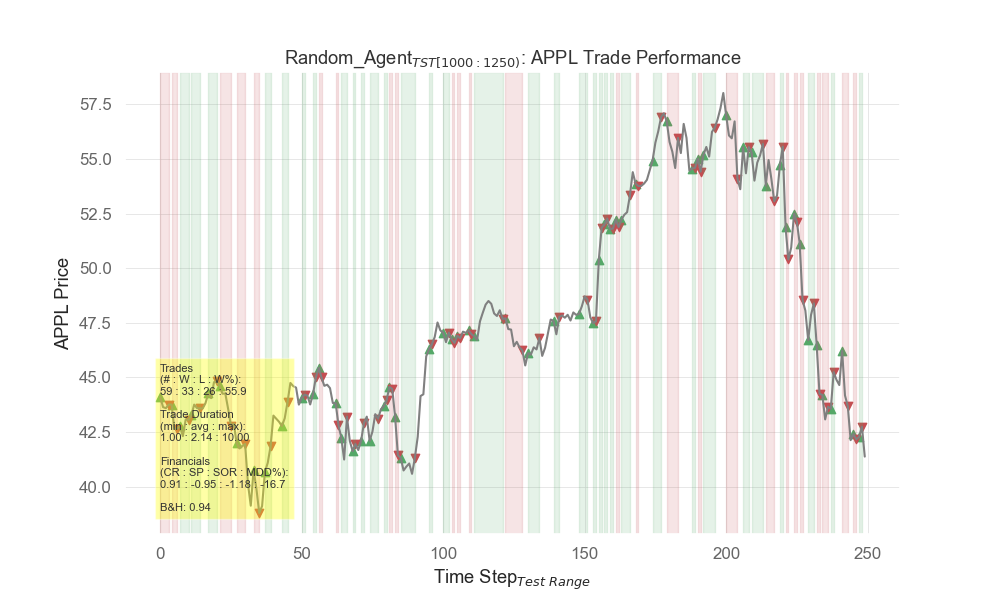 Random_Agent_TST[1000:1250): APPL Trade Performance
APPL Price
57.5
55.0
52.5
50.0
47.5
45.0
42.5
40.0
Trades
(# : W : L : W%):
59 : 33 : 26 : 55.9
Trade Duration
(min : avg : max):
1.00 : 2.14 : 10.00
Financials
(CR : SP : SOR : MDD%):
0.91 : -0.95 : -1.18 : -16.7
B&H: 0.94
0 50 100 150 200 250
Time Step_Test Range